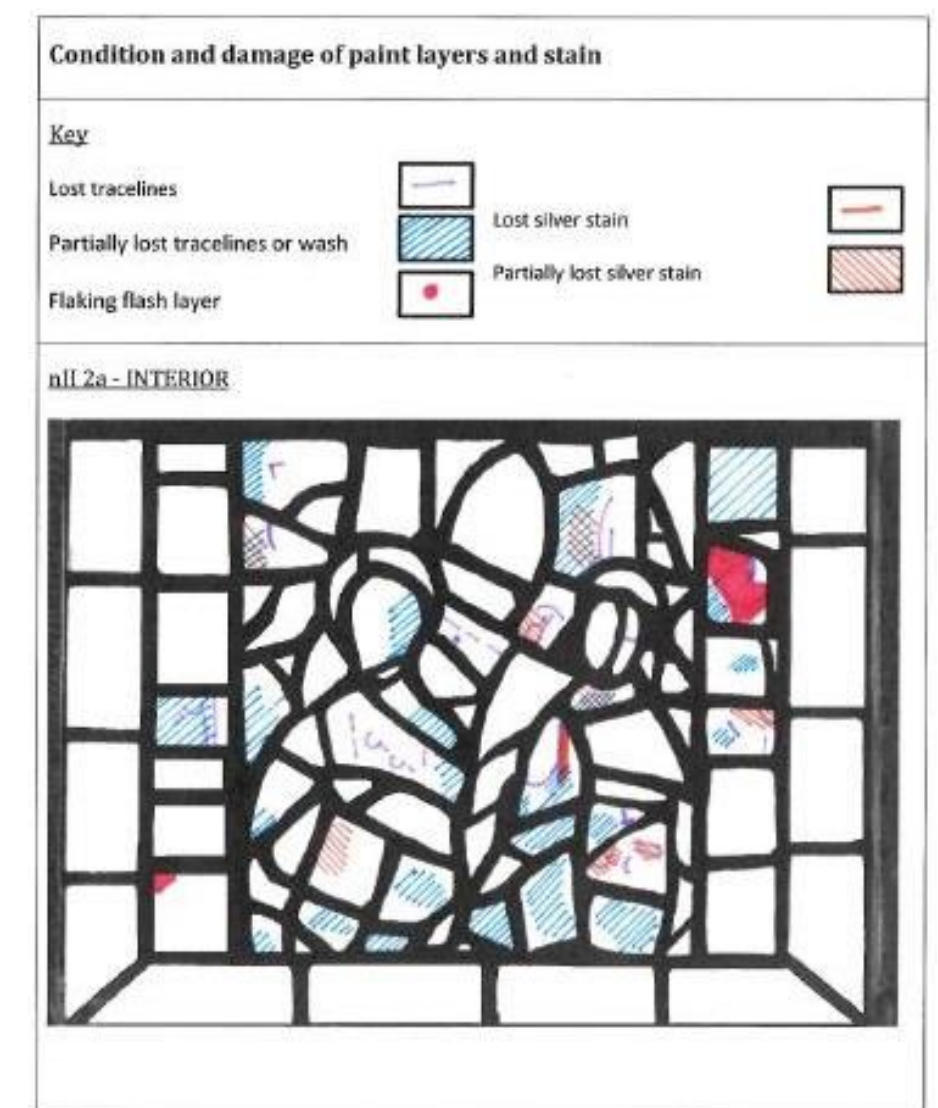 Condition and damage of paint layers and stain
Key
Lost tracelines
Partially lost tracelines or wash
Flaking flash layer
Lost silver stain
Partially lost silver stain
nII 2a - INTERIOR